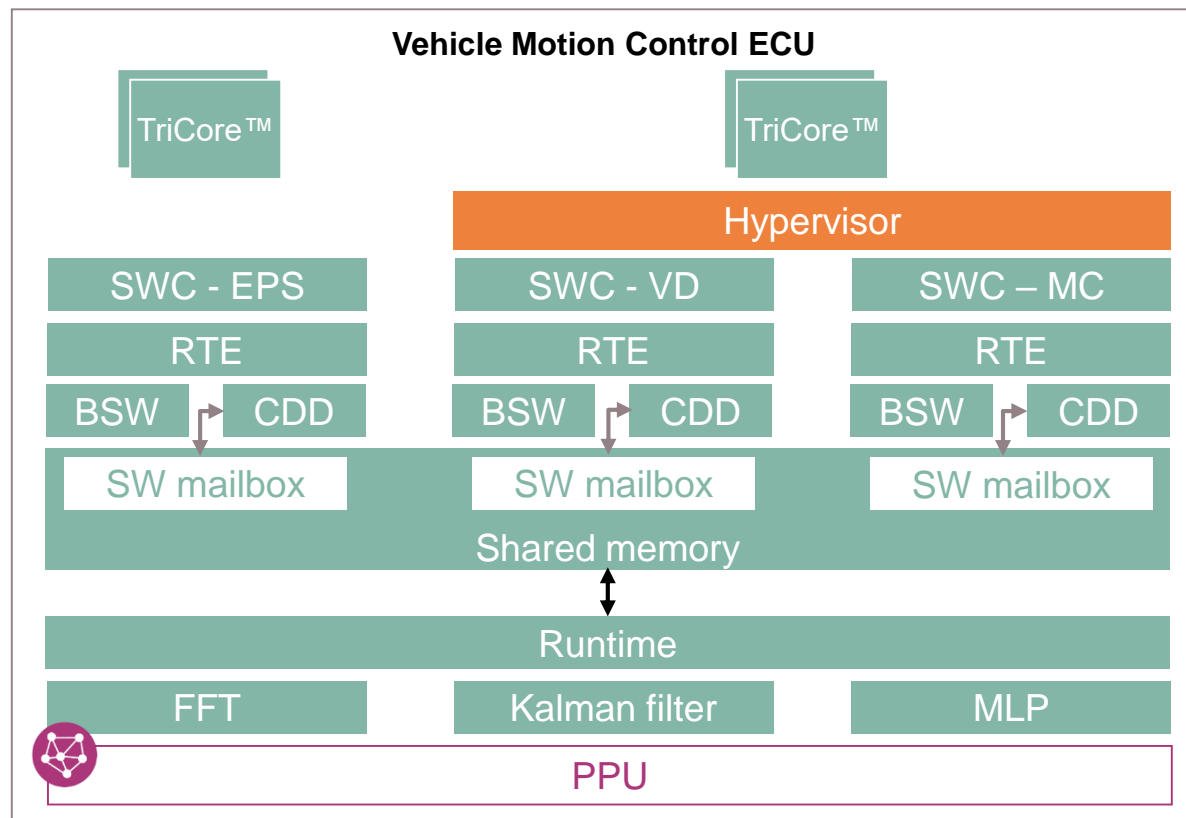 Vehicle Motion Control ECU
TriCore™
TriCore™
Hypervisor
SWC - EPS
SWC - VD
SWC – MC
RTE
RTE
RTE
BSW
CDD
BSW
CDD
BSW
CDD
SW mailbox
SW mailbox
SW mailbox
Shared memory
Runtime
FFT
Kalman filter
MLP
PPU